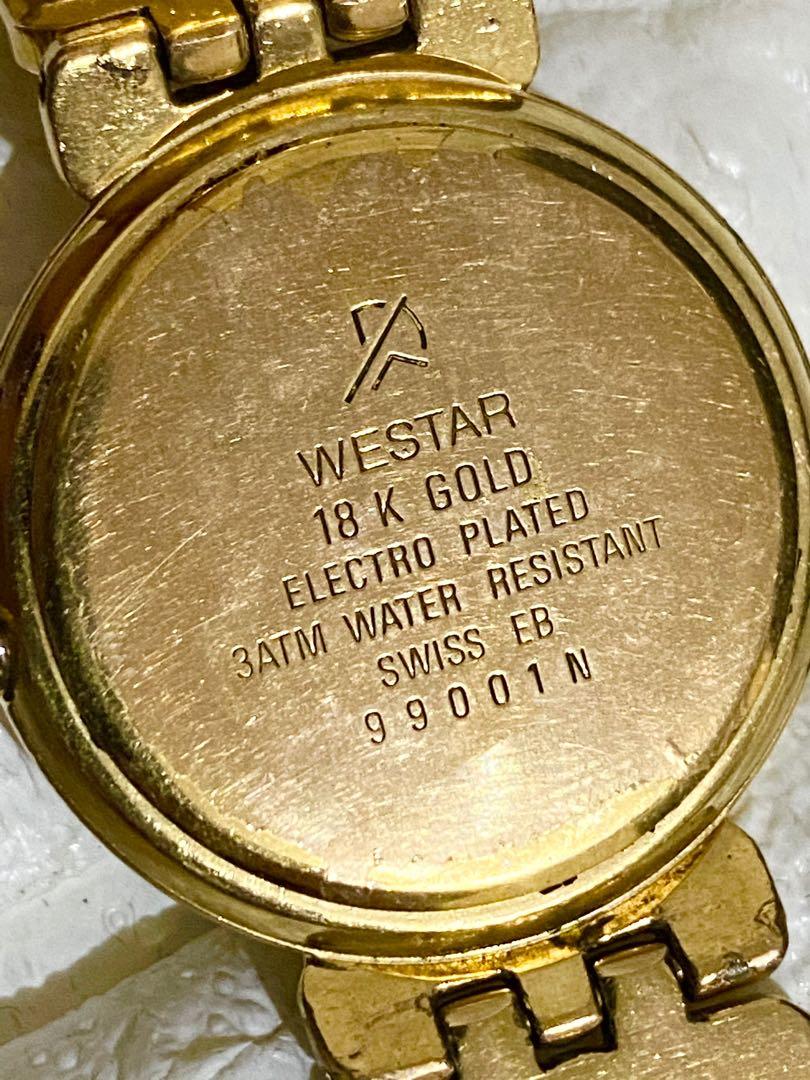 WESTAR
18 K GOLD
ELECTRO PLATED
3ATM WATER RESISTANT
SWISS EB
99001N